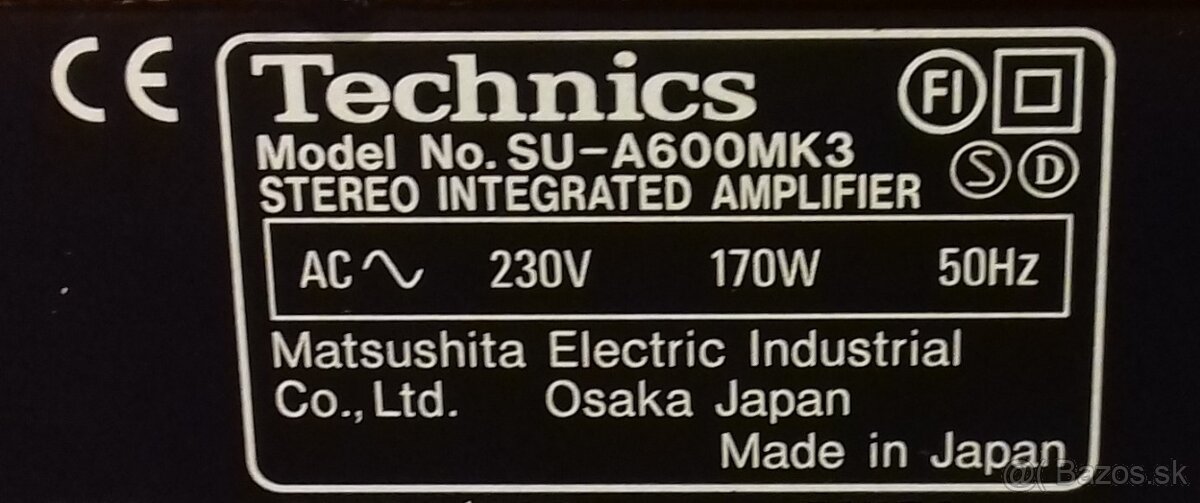 CE
Technics
FI
Model No. SU-A600MK3
S D
STEREO INTEGRATED AMPLIFIER
AC 230V 170W 50Hz
Matsushita Electric Industrial
Co., Ltd. Osaka Japan
Made in Japan
@( Bazos.sk